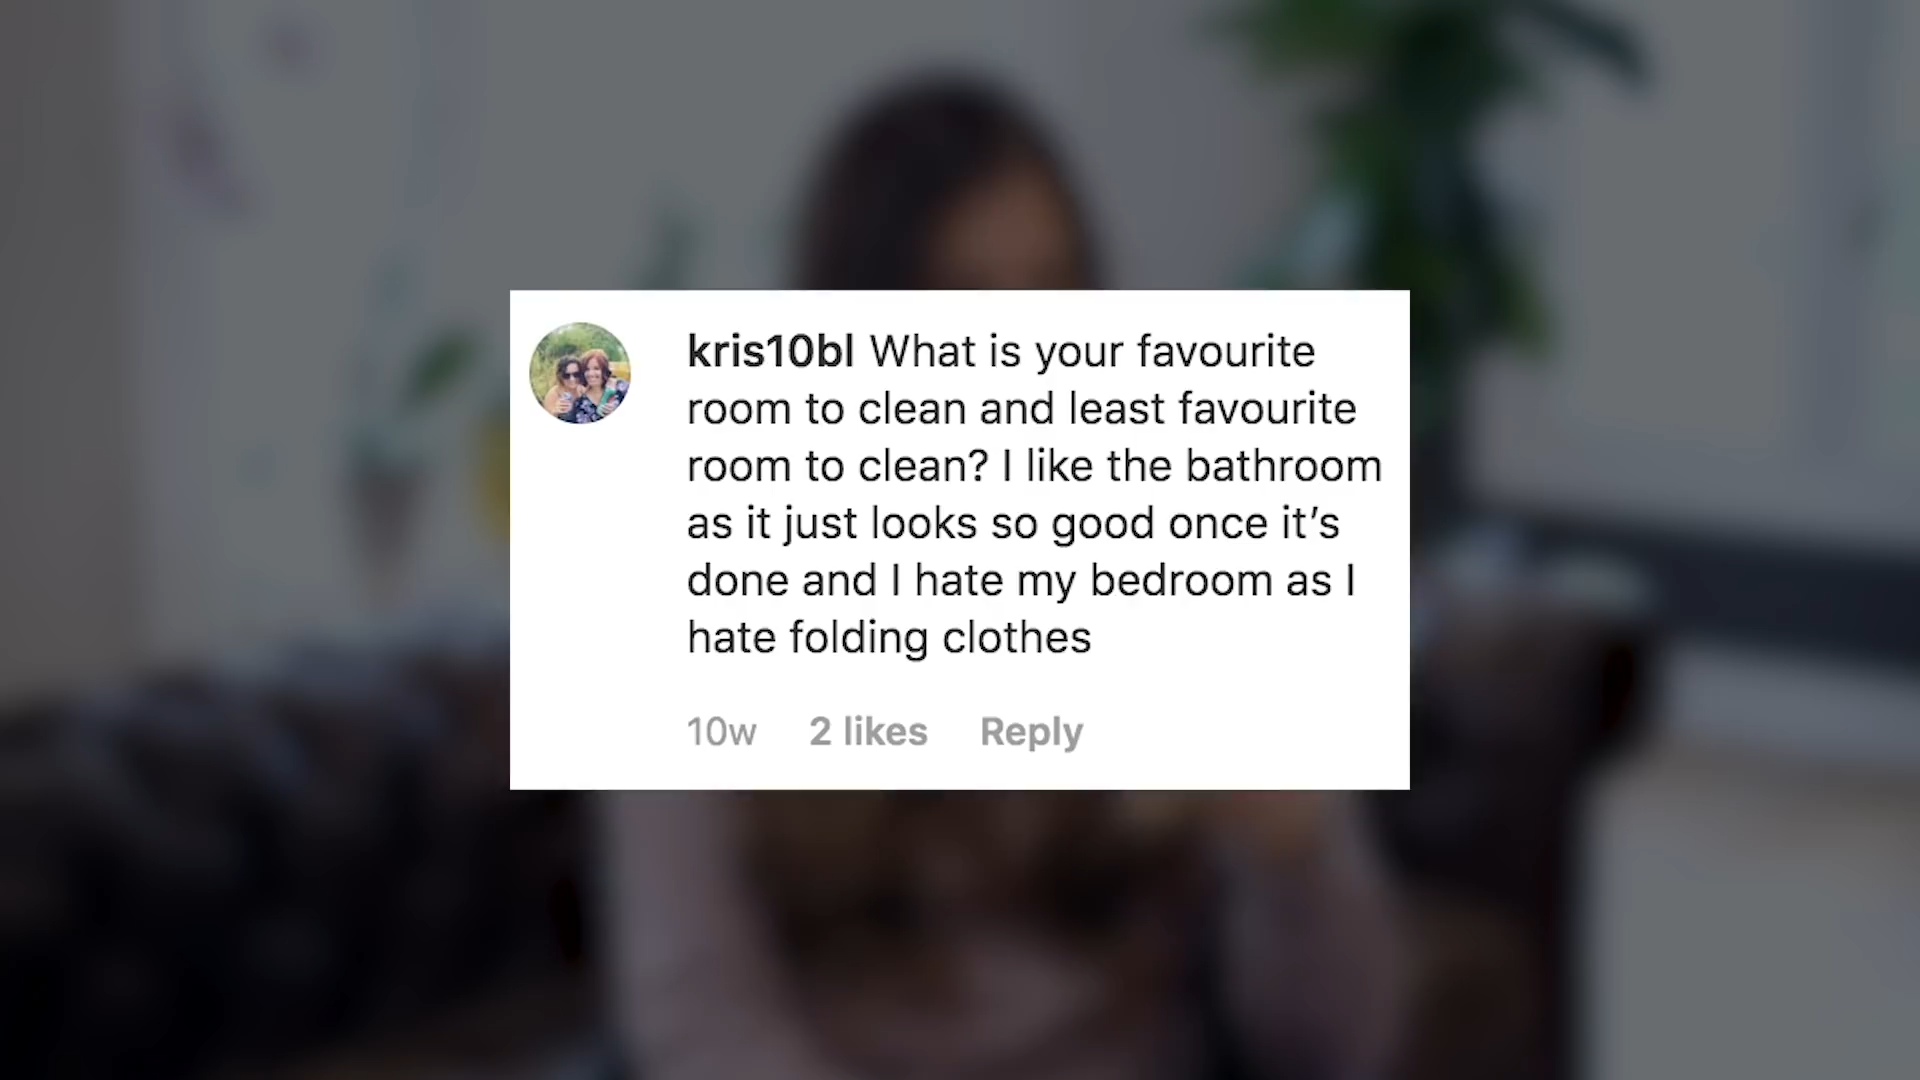 kris10bl What is your favourite
room to clean and least favourite
room to clean? I like the bathroom
as it just looks so good once it’s
done and I hate my bedroom as I
hate folding clothes
10w 2 likes Reply